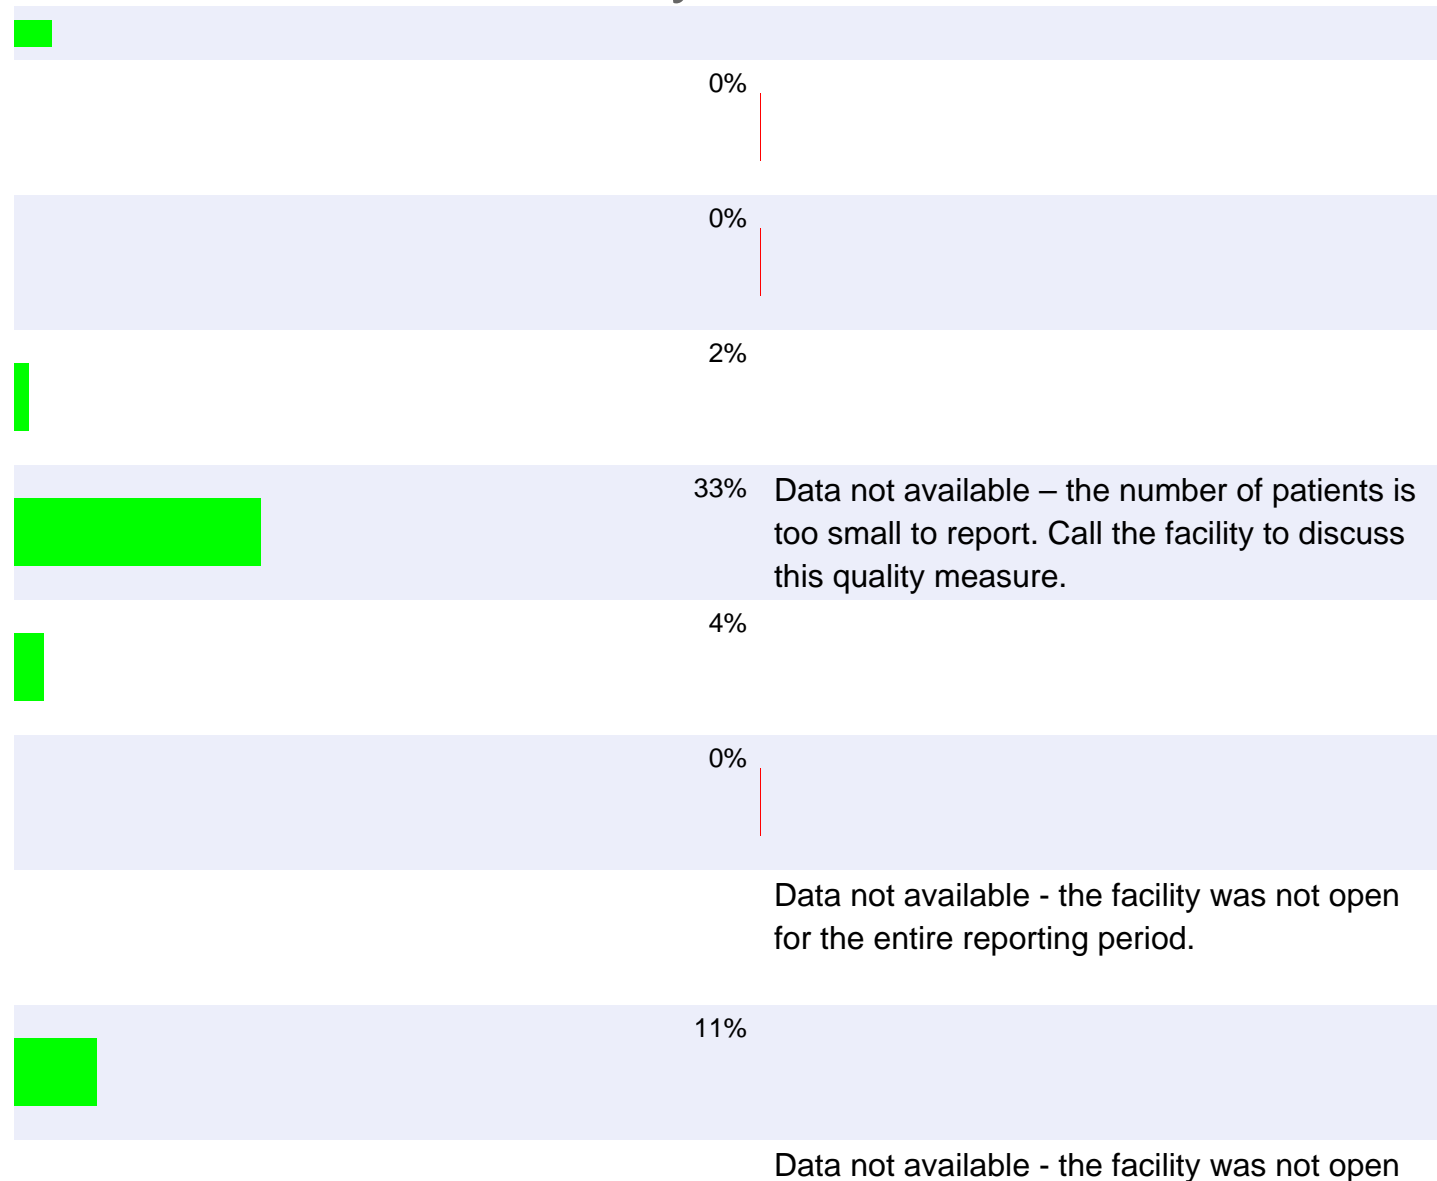 0%
0%
2%
33%
Data not available – the number of patients is
too small to report. Call the facility to discuss
this quality measure.
4%
0%
Data not available - the facility was not open
for the entire reporting period.
11%
Data not available - the facility was not open